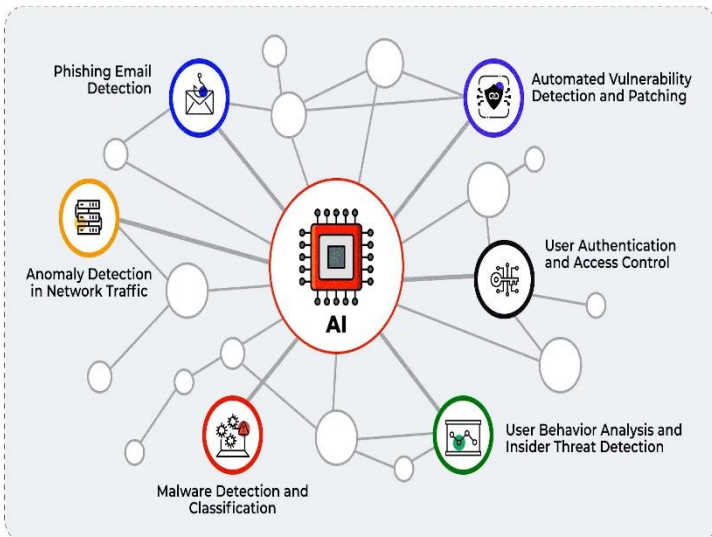 Phishing Email
Detection
Automated Vulnerability
Detection and Patching
Anomaly Detection
in Network Traffic
User Authentication
and Access Control
AI
User Behavior Analysis and
Insider Threat Detection
Malware Detection and
Classification